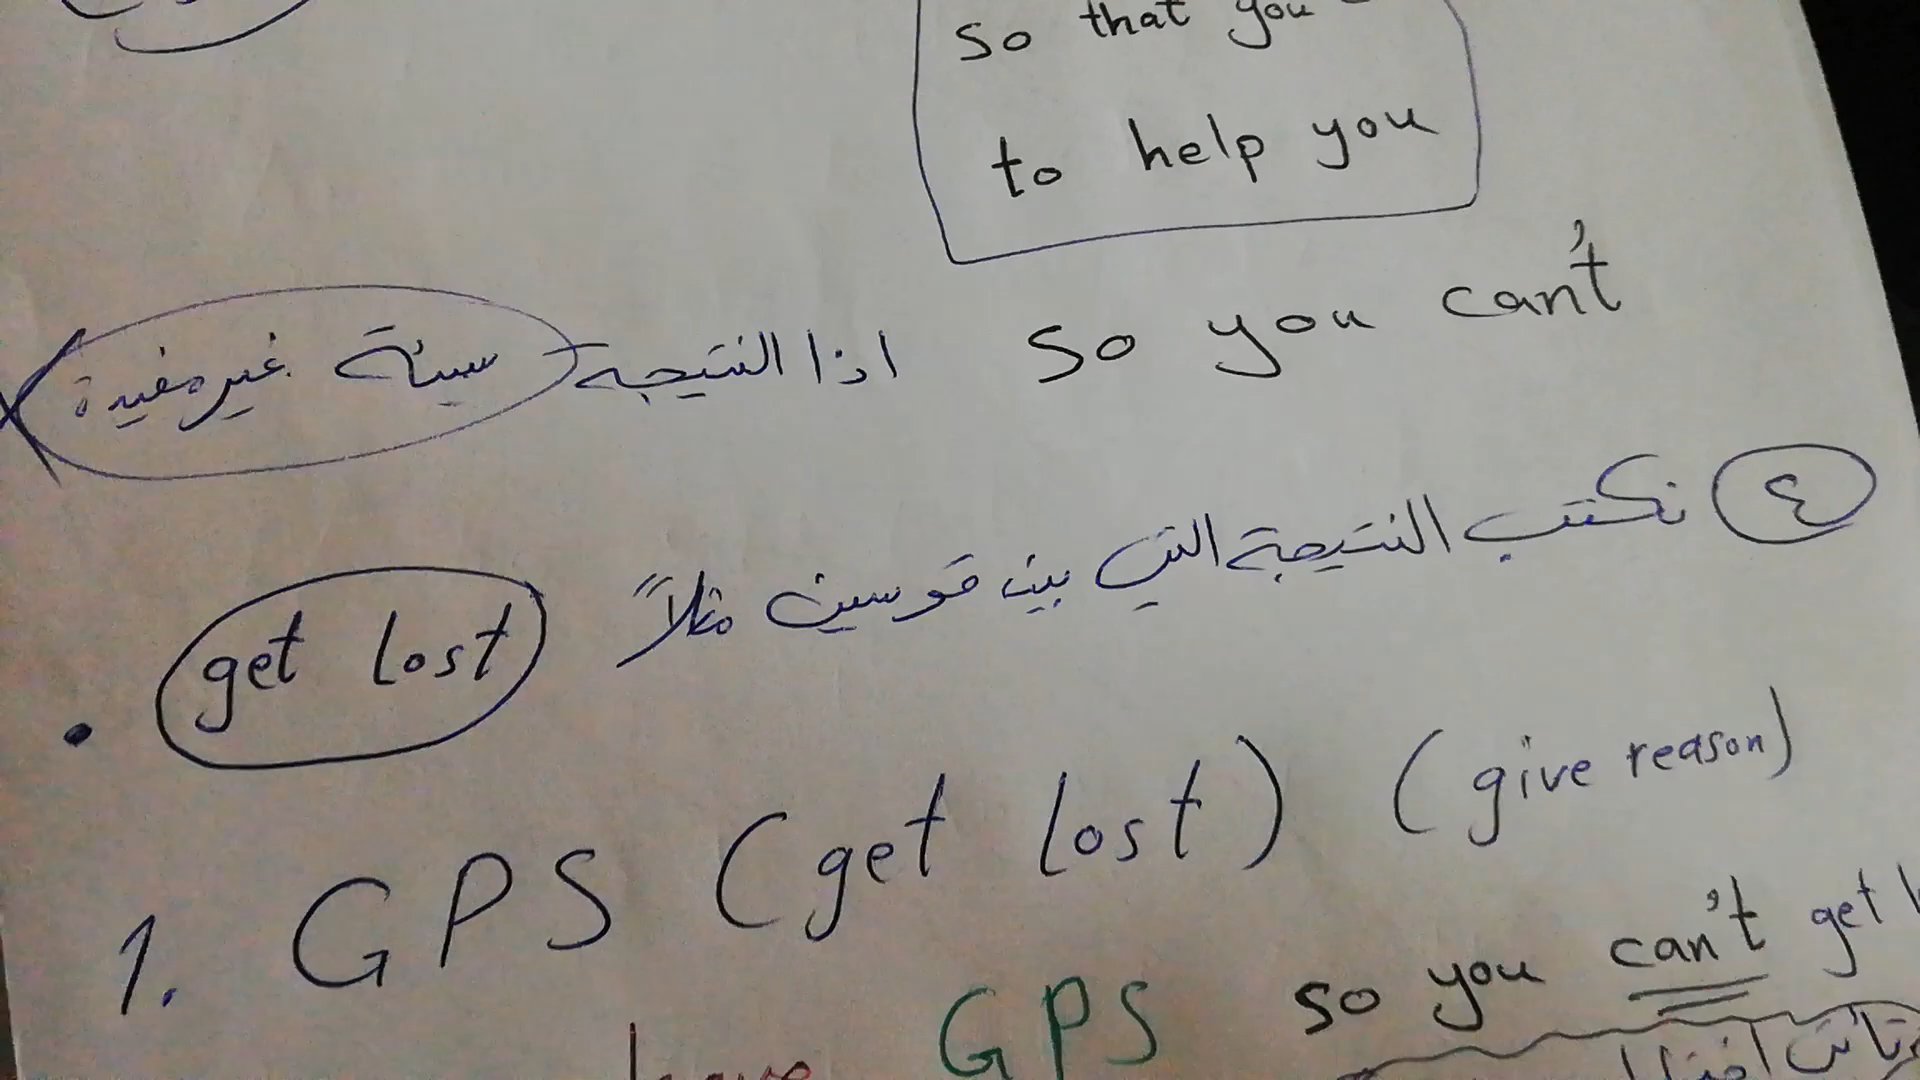 so that you
to help you
so you can't اذا النتيجه سيئة غير مفيدة
٤ نكتب النتيجة التي بين قوسين مثلاً
get lost
1. GPS (get lost) (give reason)
GPS so you can't get